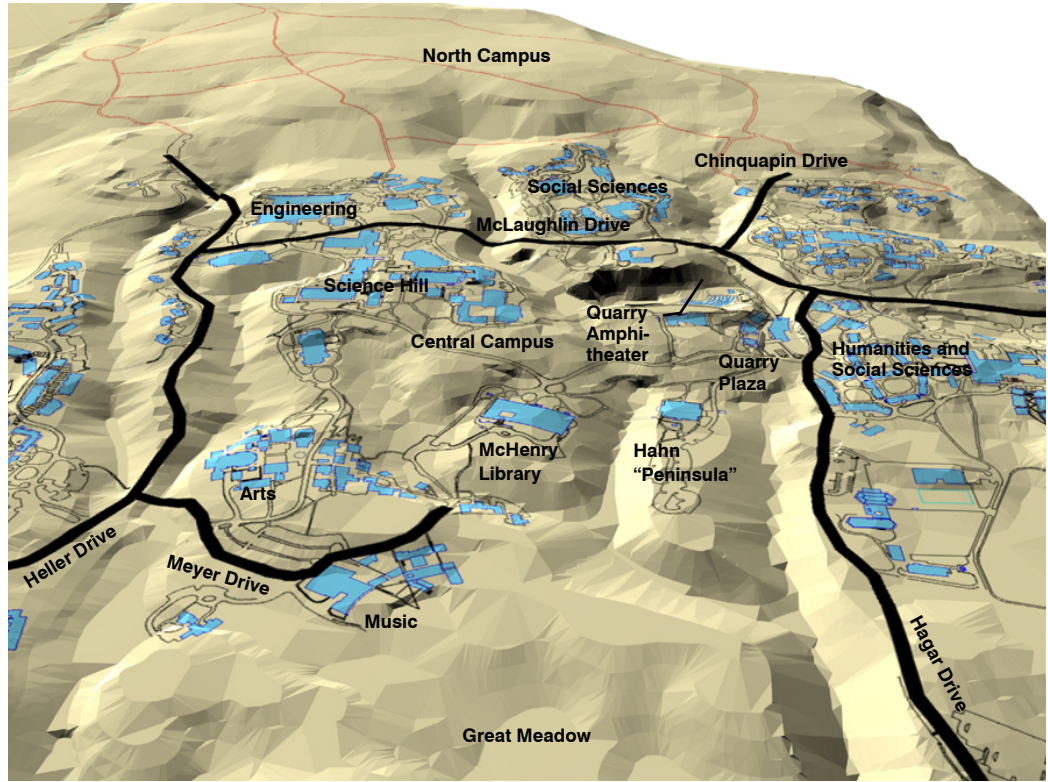 North Campus
Chinquapin Drive
Social Sciences
Engineering
McLaughlin Drive
Science Hill
Quarry
Amphi-
theater
Central Campus
Humanities and
Social Sciences
Quarry
Plaza
McHenry
Library
Hahn
“Peninsula”
Arts
Heller Drive
Meyer Drive
Music
Hagar Drive
Great Meadow